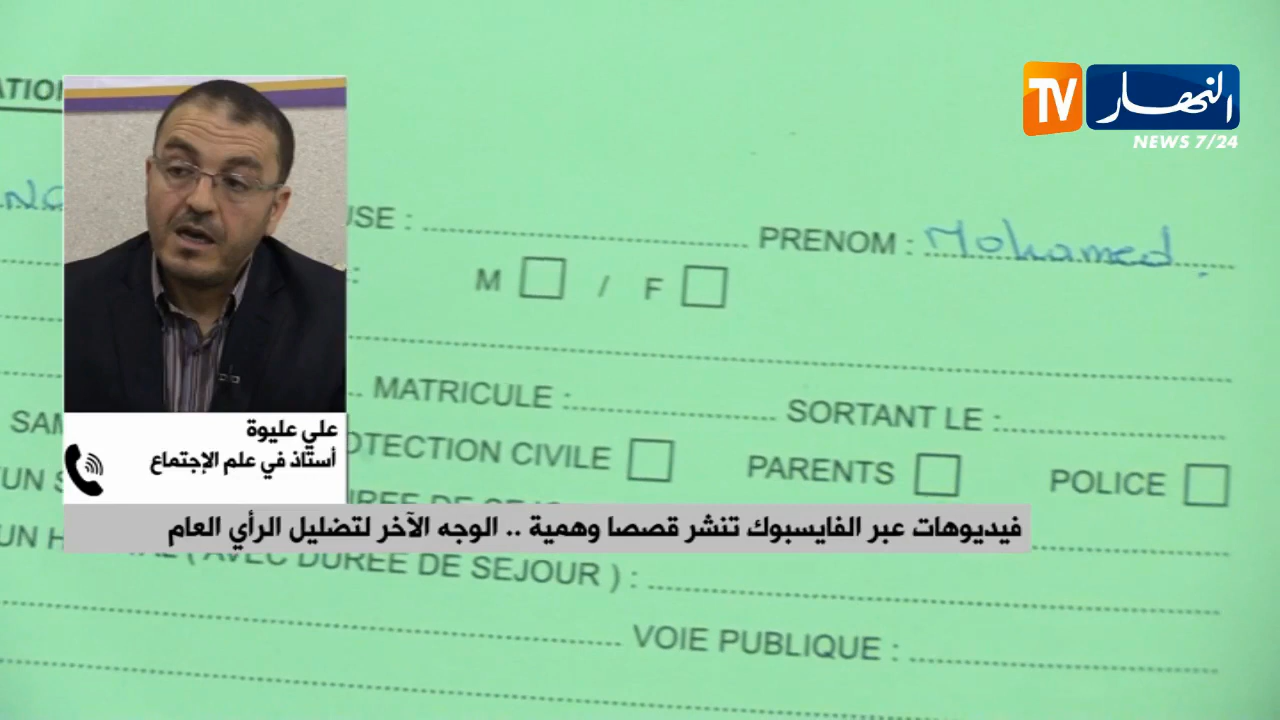 TV النهار
NEWS 7/24
PRENOM : Mohamed
M / F
MATRICULE :
SORTANT LE :
CIVILE
PARENTS
POLICE
( AVEC DUREE DE SEJOUR ) :
VOIE PUBLIQUE :
علي عليوة
أستاذ في علم الإجتماع
فيديوهات عبر الفايسبوك تنشر قصصا وهمية .. الوجه الآخر لتضليل الرأي العام